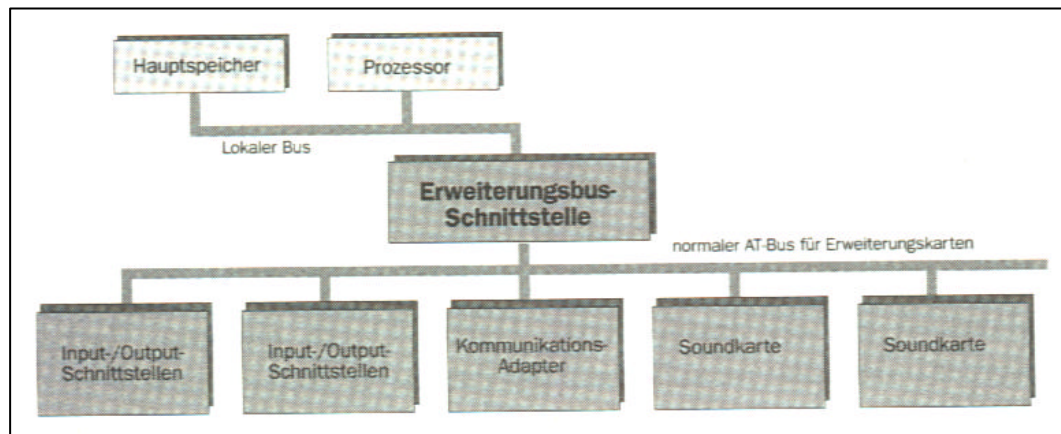 Hauptspeicher
Prozessor
Lokaler Bus
Erweiterungsbus-
Schnittstelle
normaler AT-Bus für Erweiterungskarten
Input-/Output-
Schnittstellen
Input-/Output-
Schnittstellen
Kommunikations-
Adapter
Soundkarte
Soundkarte